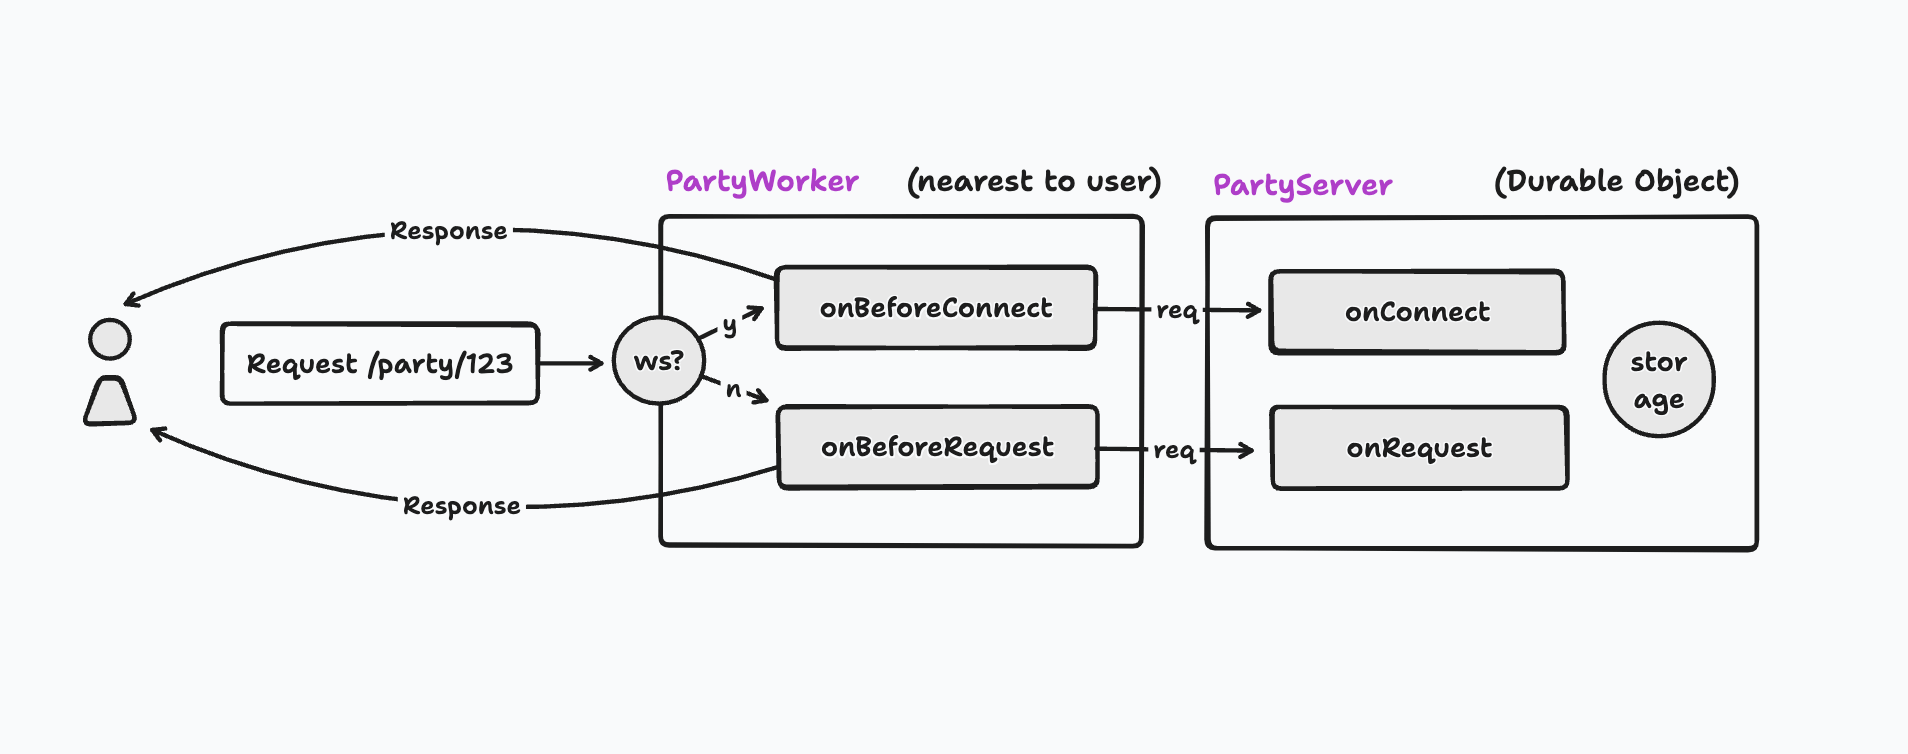 PartyWorker (nearest to user)
PartyServer (Durable Object)
Response
Request /party/123
ws?
y
n
onBeforeConnect
req
onConnect
onBeforeRequest
req
onRequest
stor
age
Response